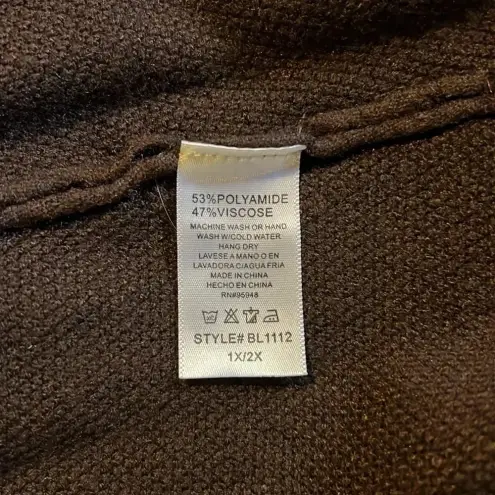 53%POLYAMIDE
47%VISCOSE
MACHINE WASH OR HAND
WASH W/COLD WATER
HANG DRY
LAVESE A MANO O EN
LAVADORA C/AGUA FRIA
MADE IN CHINA
HECHO EN CHINA
RN#95948
STYLE# BL1112
1X/2X